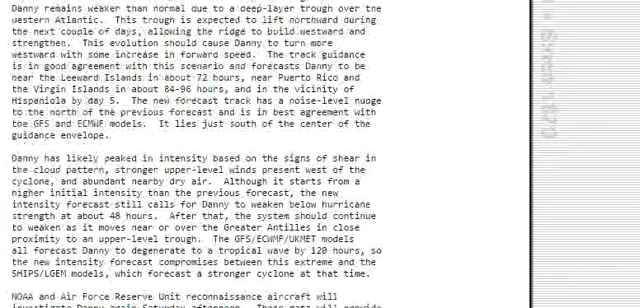 Danny remains weaker than normal due to a deep-layer trough over the
western Atlantic.  This trough is expected to lift northward during
the next couple of days, allowing the ridge to build westward and
strengthen.  This evolution should cause Danny to turn more
westward with some increase in forward speed.  The track guidance
is in good agreement with this scenario and forecasts Danny to be
near the Leeward Islands in about 72 hours, near Puerto Rico and
the Virgin Islands in about 84-96 hours, and in the vicinity of
Hispaniola by day 5.  The new forecast track has a noise-level nudge
to the north of the previous forecast and is in best agreement with
the GFS and ECMWF models.  It lies just south of the center of the
guidance envelope.

Danny has likely peaked in intensity based on the signs of shear in
the cloud pattern, stronger upper-level winds present west of the
cyclone, and abundant nearby dry air.  Although it starts from a
higher initial intensity than the previous forecast, the new
intensity forecast still calls for Danny to weaken below hurricane
strength at about 48 hours.  After that, the system should continue
to weaken as it moves near or over the Greater Antilles in close
proximity to an upper-level trough.  The GFS/ECWMF/UKMET models
all forecast Danny to degenerate to a tropical wave by 120 hours, so
the new intensity forecast compromises between this extreme and the
SHIPS/LGEM models, which forecast a stronger cyclone at that time.

NOAA and Air Force Reserve Unit reconnaissance aircraft will
investigate Danny again Saturday afternoon.  These data will provide